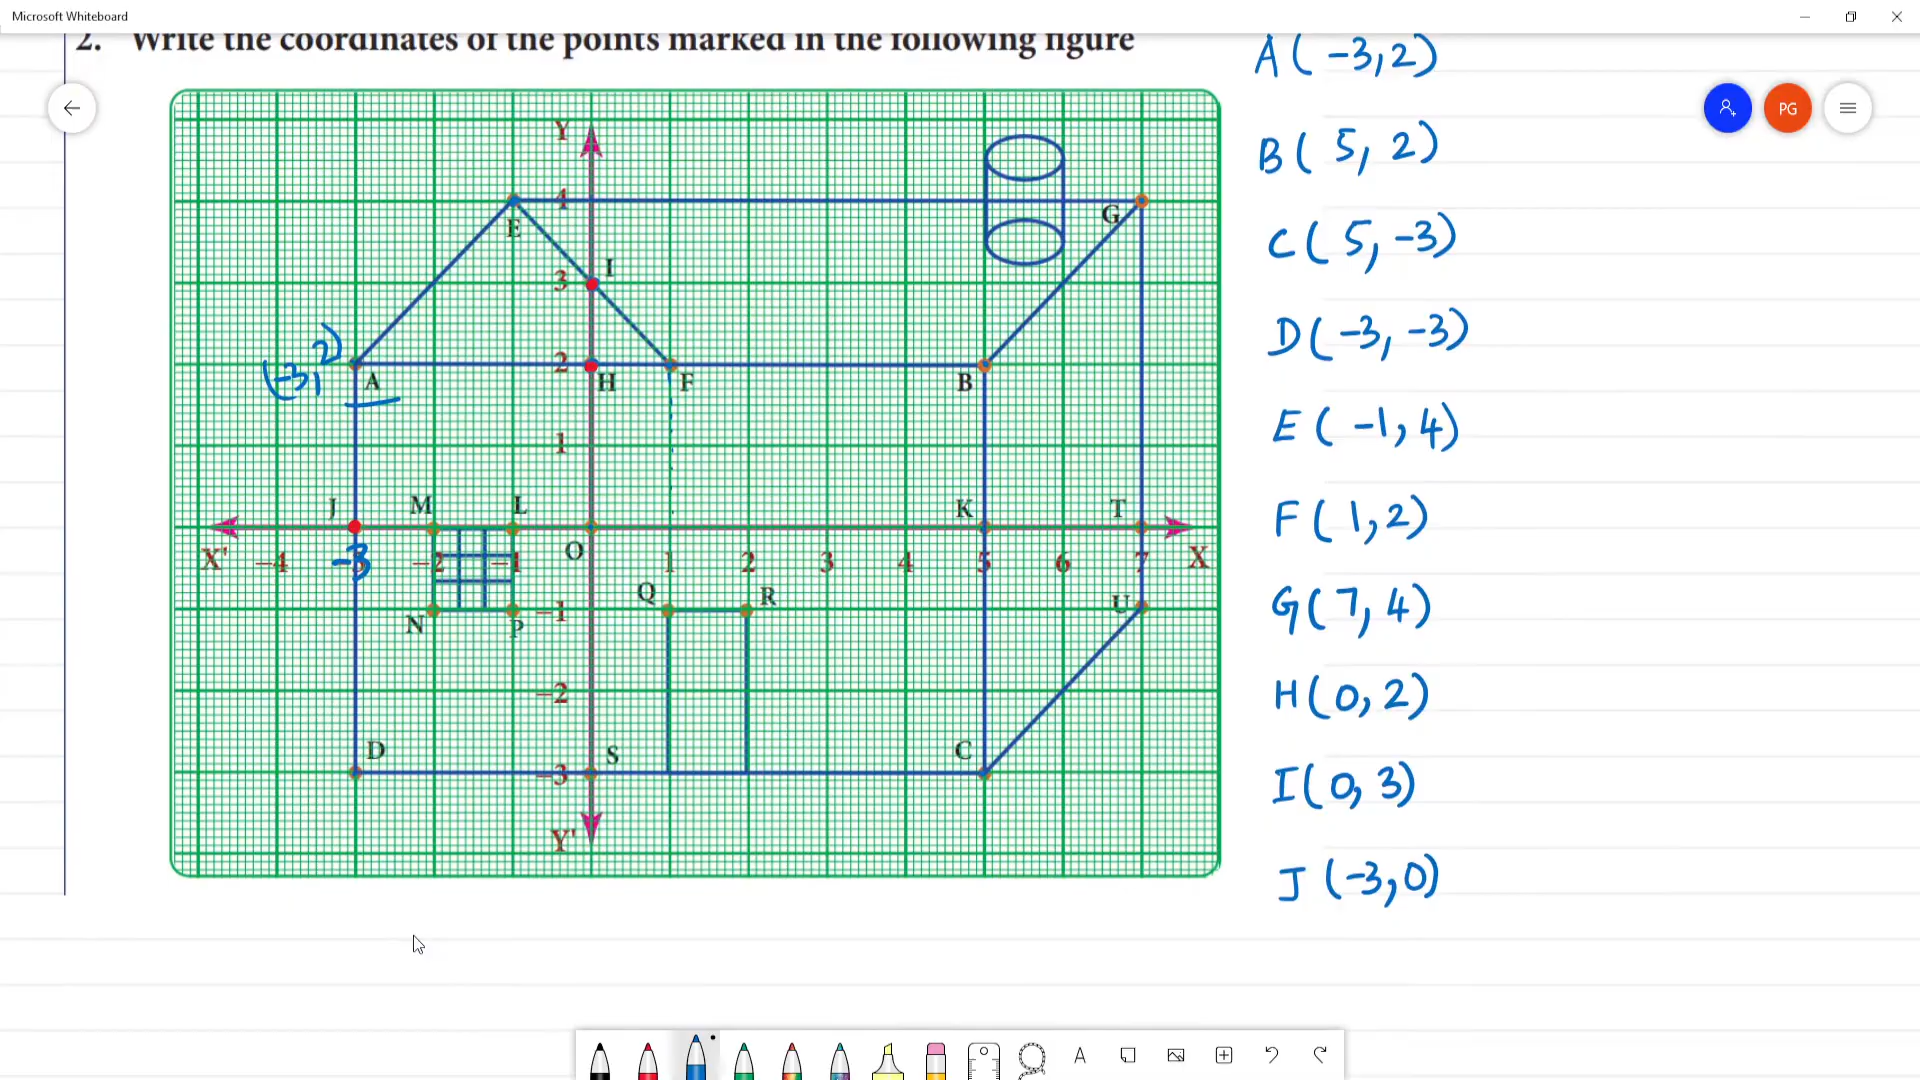 Microsoft Whiteboard
2. Write the coordinates of the points marked in the following figure
PG
Y
4
E
G
I
3
(-3, 2)
A
2
H
F
B
1
J
M
L
K
T
X'
-4
-3
-2
-1
O
1
2
3
4
5
6
7
X
Q
R
U
N
P
-1
-2
D
S
C
-3
Y'
A ( -3, 2)
B ( 5, 2)
C ( 5, -3)
D ( -3, -3)
E ( -1, 4)
F ( 1, 2)
G ( 7, 4)
H ( 0, 2)
I ( 0, 3)
J (-3, 0)
A